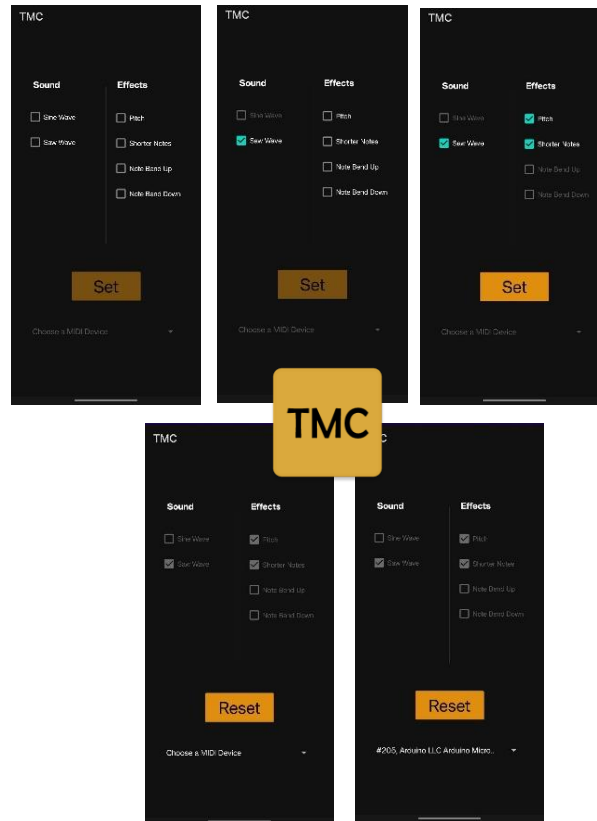 TMC
Sound Effects
Sine Wave Pitch
Saw Wave Shorter Notes
Note Bend Up
Note Bend Down
Set
Choose a MIDI Device
TMC
Sound Effects
Sine Wave Pitch
Saw Wave Shorter Notes
Note Bend Up
Note Bend Down
Set
Choose a MIDI Device
TMC
Sound Effects
Sine Wave Pitch
Saw Wave Shorter Notes
Note Bend Up
Note Bend Down
Set
Choose a MIDI Device
TMC
TMC
Sound Effects
Sine Wave Pitch
Saw Wave Shorter Notes
Note Bend Up
Note Bend Down
Reset
Choose a MIDI Device
C
Sound Effects
Sine Wave Pitch
Saw Wave Shorter Notes
Note Bend Up
Note Bend Down
Reset
#205, Arduino LLC Arduino Micro..